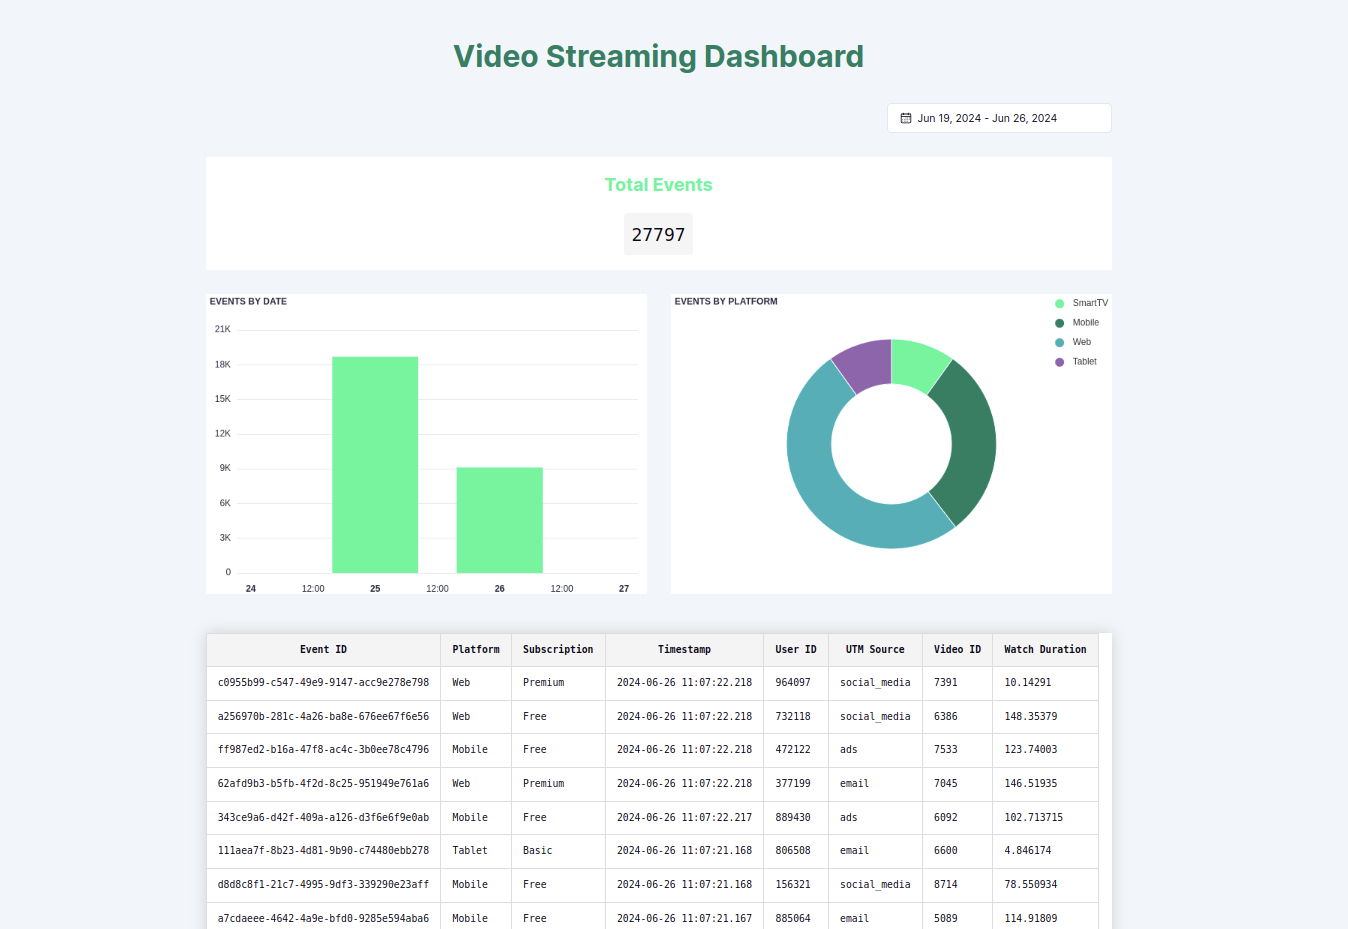 Video Streaming Dashboard
Jun 19, 2024 - Jun 26, 2024
Total Events
27797
EVENTS BY DATE
21K
18K
15K
12K
9K
6K
3K
0
24 12:00 25 12:00 26 12:00 27
EVENTS BY PLATFORM
SmartTV
Mobile
Web
Tablet
Event ID Platform Subscription Timestamp User ID UTM Source Video ID Watch Duration
c0955b99-c547-49e9-9147-acc9e278e798 Web Premium 2024-06-26 11:07:22.218 964097 social_media 7391 10.14291
a256970b-281c-4a26-ba8e-676ee67f6e56 Web Free 2024-06-26 11:07:22.218 732118 social_media 6386 148.35379
ff987ed2-b16a-47f8-ac4c-3b0ee78c4796 Mobile Free 2024-06-26 11:07:22.218 472122 ads 7533 123.74003
62afd9b3-b5fb-4f2d-8c25-951949e761a6 Web Premium 2024-06-26 11:07:22.218 377199 email 7045 146.51935
343ce9a6-d42f-409a-a126-d3f6e6f9e0ab Mobile Free 2024-06-26 11:07:22.217 889430 ads 6092 102.713715
111aea7f-8b23-4d81-9b90-c74480ebb278 Tablet Basic 2024-06-26 11:07:21.168 806508 email 6600 4.846174
d8d8c8f1-21c7-4995-9df3-339290e23aff Mobile Free 2024-06-26 11:07:21.168 156321 social_media 8714 78.550934
a7cdaeee-4642-4a9e-bfd0-9285e594aba6 Mobile Free 2024-06-26 11:07:21.167 885064 email 5089 114.91809